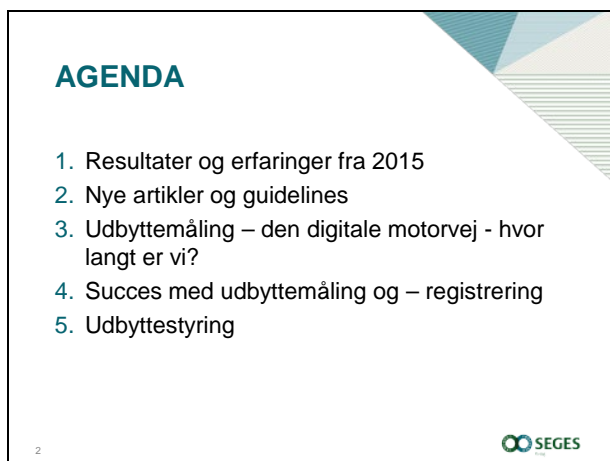 AGENDA
1. Resultater og erfaringer fra 2015
2. Nye artikler og guidelines
3. Udbyttemåling – den digitale motorvej - hvor
langt er vi?
4. Succes med udbyttemåling og – registrering
5. Udbyttestyring
2
SEGES